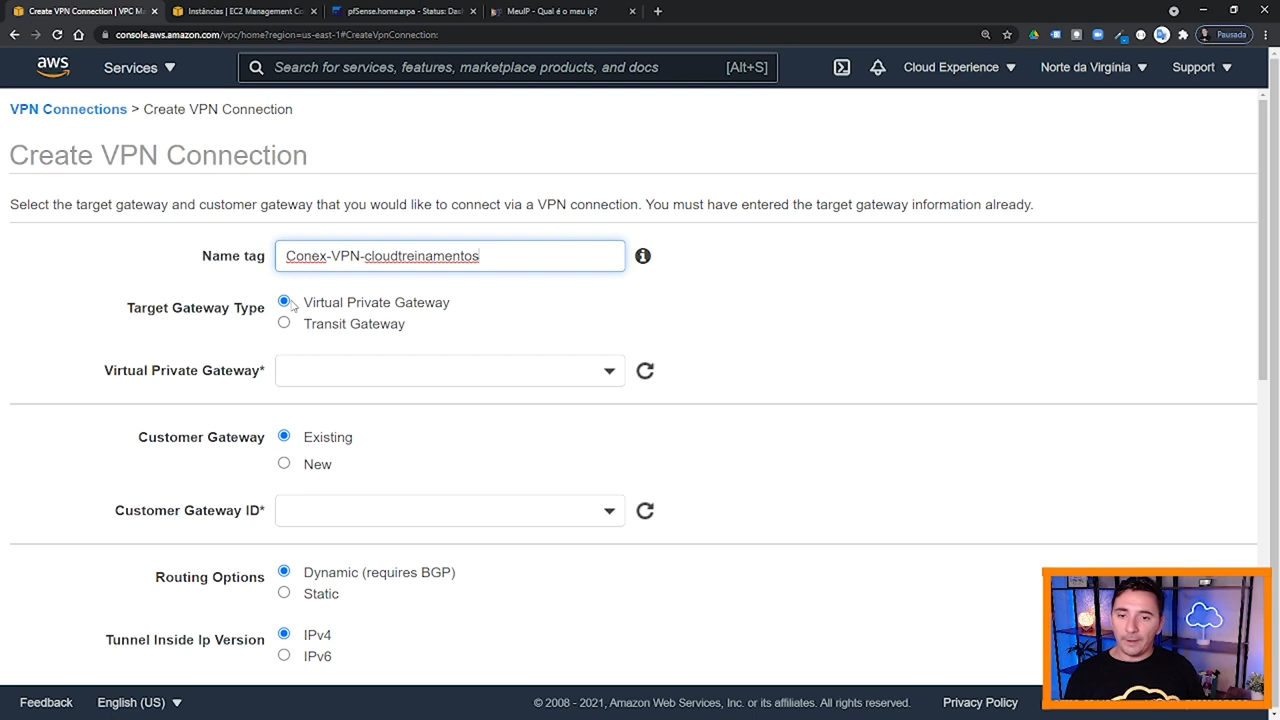 Create VPN Connection | VPC M
Instâncias | EC2 Management Co
pfSense.home.arpa - Status: Das
MeuIP - Qual é o meu ip?
console.aws.amazon.com/vpc/home?region=us-east-1#CreateVpnConnection:
Pausada
aws
Services
Search for services, features, marketplace products, and docs
[Alt+S]
Cloud Experience
Norte da Virgínia
Support
VPN Connections > Create VPN Connection
Create VPN Connection
Select the target gateway and customer gateway that you would like to connect via a VPN connection. You must have entered the target gateway information already.
Name tag
Conex-VPN-cloudtreinamentos
Target Gateway Type
Virtual Private Gateway
Transit Gateway
Virtual Private Gateway*
Customer Gateway
Existing
New
Customer Gateway ID*
Routing Options
Dynamic (requires BGP)
Static
Tunnel Inside Ip Version
IPv4
IPv6
Feedback
English (US)
© 2008 - 2021, Amazon Web Services, Inc. or its affiliates. All rights reserved.
Privacy Policy